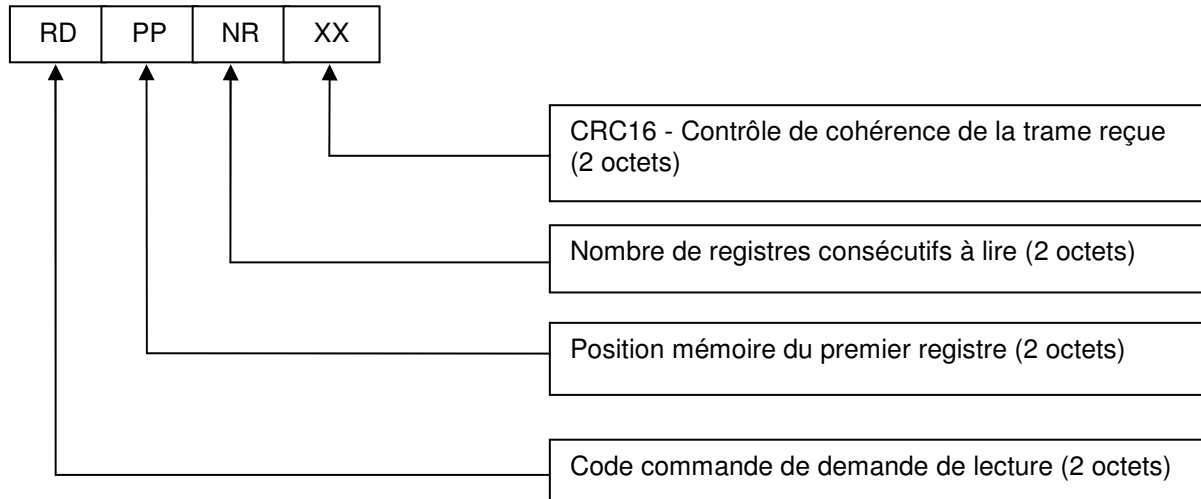 RD PP NR XX
CRC16 - Contrôle de cohérence de la trame reçue
(2 octets)
Nombre de registres consécutifs à lire (2 octets)
Position mémoire du premier registre (2 octets)
Code commande de demande de lecture (2 octets)